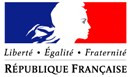 Liberté • Égalité • Fraternité
RÉPUBLIQUE FRANÇAISE